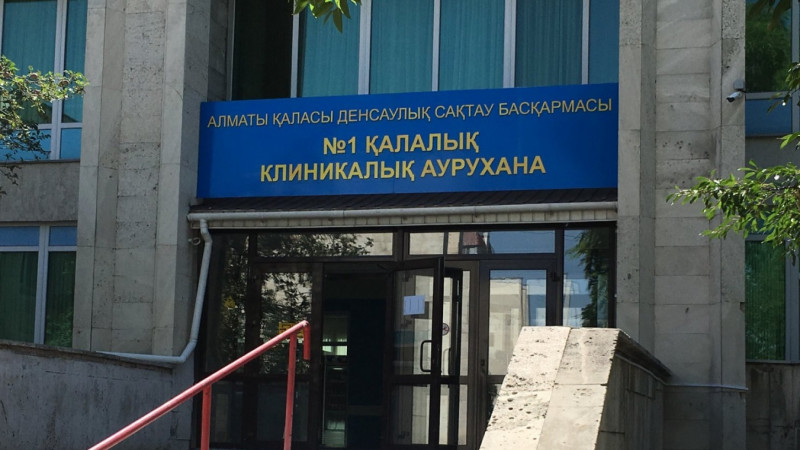 АЛМАТЫ ҚАЛАСЫ ДЕНСАУЛЫҚ САҚТАУ БАСҚАРМАСЫ
№1 ҚАЛАЛЫҚ
КЛИНИКАЛЫҚ АУРУХАНА